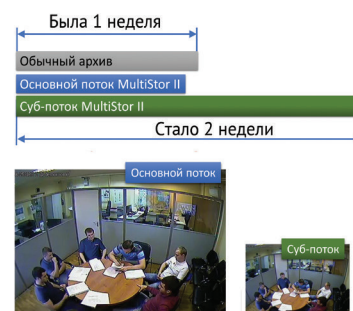 Была 1 неделя
Обычный архив
Основной поток MultiStor II
Суб-поток MultiStor II
Стало 2 недели
Основной поток
Суб-поток